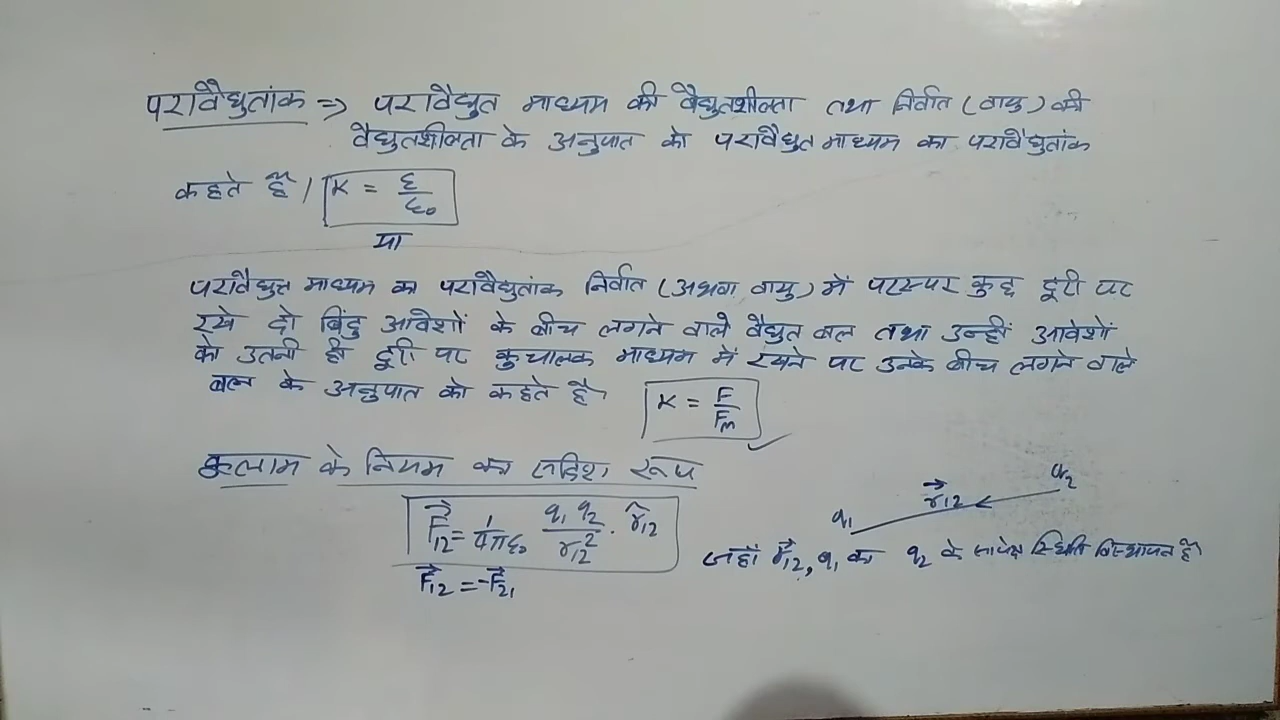 परावैद्युतांक => परावैद्युत माध्यम की वैद्युतशीलता तथा निर्वात (वायु) की
वैद्युतशीलता के अनुपात को परावैद्युत माध्यम का परावैद्युतांक
कहते हैं। K = ε/ε₀
या
परावैद्युत माध्यम का परावैद्युतांक निर्वात (अथवा वायु) में परस्पर कुछ दूरी पर
रखे दो बिंदु आवेशों के बीच लगने वाले वैद्युत बल तथा उन्हीं आवेशों
को उतनी ही दूरी पर कुचालक माध्यम में रखने पर उनके बीच लगने वाले
बल के अनुपात को कहते है। K = F/Fm
कूलाम के नियम का सदिश रूप
q₁ r⃗₁₂ q₂
F⃗₁₂ = 1/4πε₀ q₁q₂/r₁₂² · r̂₁₂
जहाँ r⃗₁₂, q₁ का q₂ के सापेक्ष स्थिति विस्थापन हैं
F⃗₁₂ = -F⃗₂₁